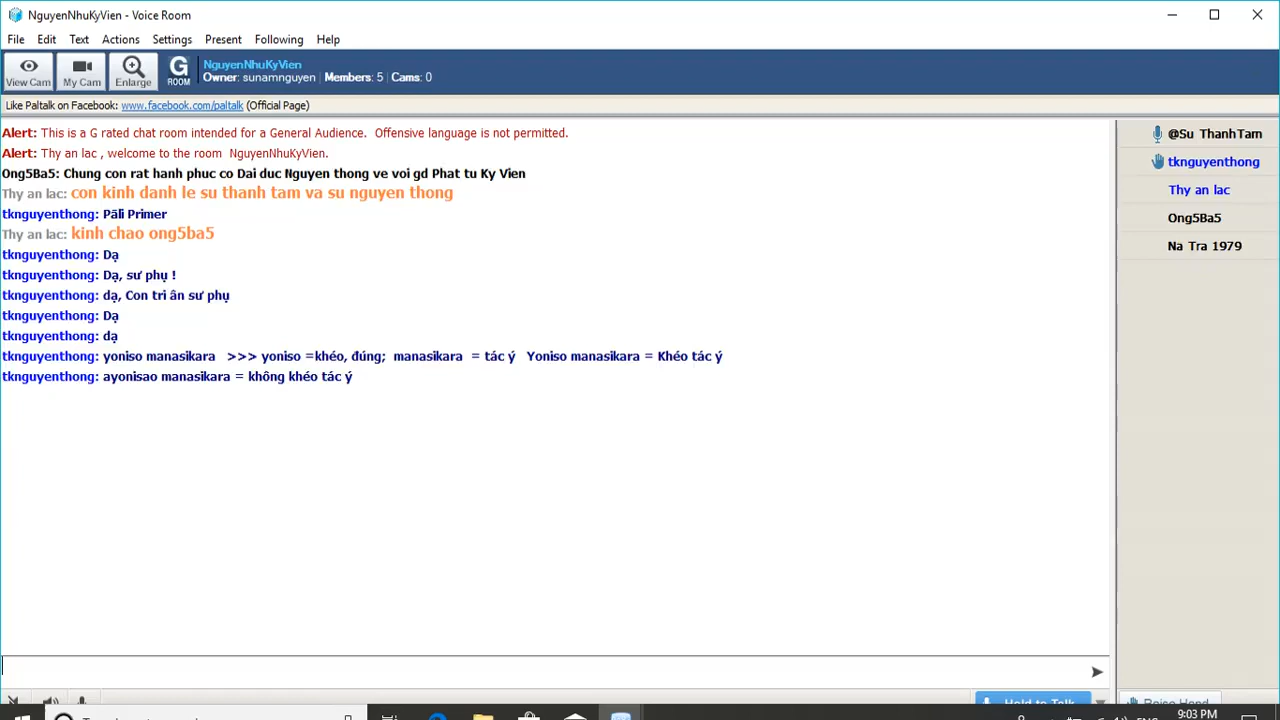 NguyenNhuKyVien - Voice Room
File Edit Text Actions Settings Present Following Help
View Cam
My Cam
Enlarge
G ROOM
NguyenNhuKyVien
Owner: sunamnguyen | Members: 5 | Cams: 0
Like Paltalk on Facebook: www.facebook.com/paltalk (Official Page)
Alert: This is a G rated chat room intended for a General Audience. Offensive language is not permitted.
Alert: Thy an lac , welcome to the room NguyenNhuKyVien.
Ong5Ba5: Chung con rat hanh phuc co Dai duc Nguyen thong ve voi gd Phat tu Ky Vien
Thy an lac: con kinh danh le su thanh tam va su nguyen thong
tknguyenthong: Pāli Primer
Thy an lac: kinh chao ong5ba5
tknguyenthong: Dạ
tknguyenthong: Dạ, sư phụ !
tknguyenthong: dạ, Con tri ân sư phụ
tknguyenthong: Dạ
tknguyenthong: dạ
tknguyenthong: yoniso manasikara >>> yoniso =khéo, đúng; manasikara = tác ý Yoniso manasikara = Khéo tác ý
tknguyenthong: ayonisao manasikara = không khéo tác ý
@Su ThanhTam
tknguyenthong
Thy an lac
Ong5Ba5
Na Tra 1979
Hold to Talk
Raise Hand
9:03 PM